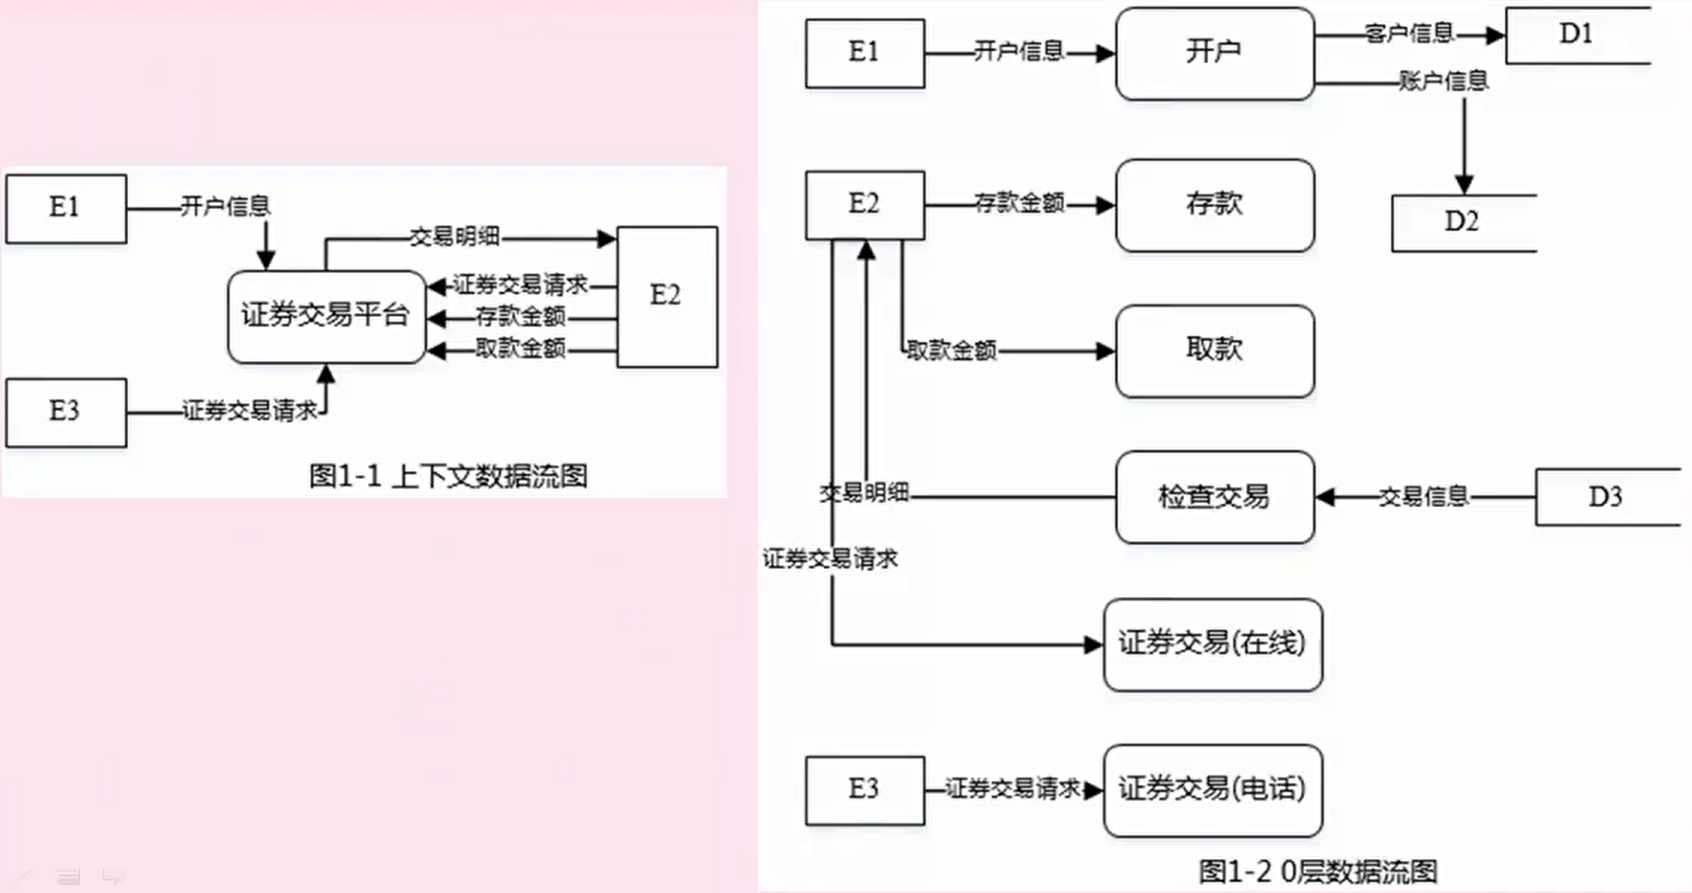 E1
开户信息
交易明细
证券交易请求
存款金额
取款金额
E2
证券交易平台
E3
证券交易请求
图1-1 上下文数据流图
E1
开户信息
开户
客户信息
D1
账户信息
D2
E2
存款金额
存款
取款金额
取款
交易明细
检查交易
交易信息
D3
证券交易请求
证券交易(在线)
E3
证券交易请求
证券交易(电话)
图1-2 0层数据流图